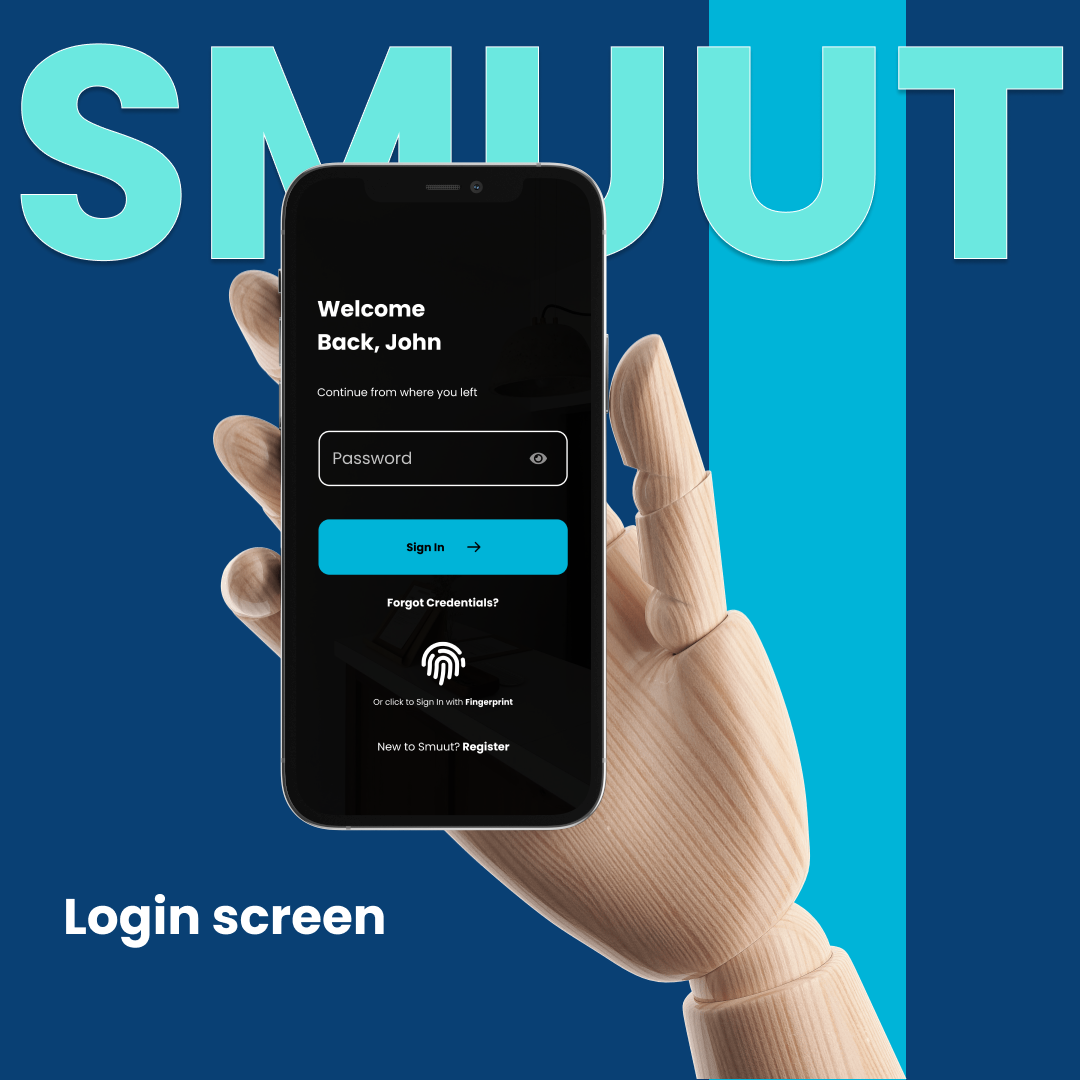 SMUUT
Welcome
Back, John
Continue from where you left
Password
Sign In
Forgot Credentials?
Or click to Sign In with Fingerprint
New to Smuut? Register
Login screen